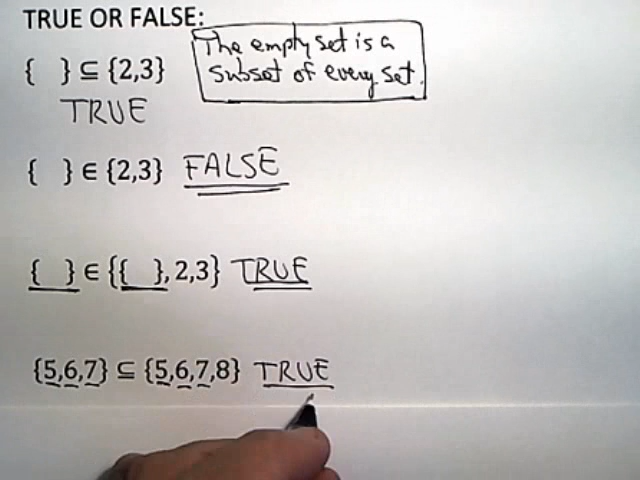 TRUE OR FALSE:
The empty set is a
{ } ⊆ {2,3}
subset of every set.
TRUE
{ } ∈ {2,3} FALSE
{ } ∈ {{ }, 2,3} TRUE
{5,6,7} ⊆ {5,6,7,8} TRUE